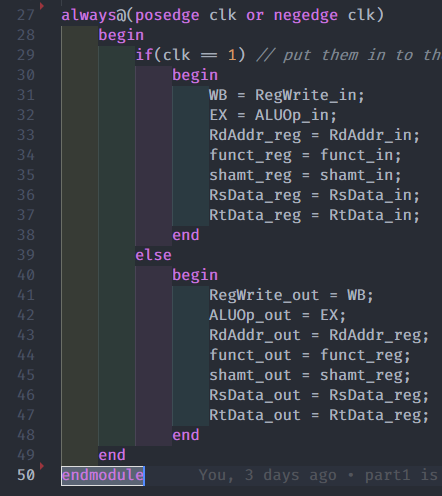 27 always@(posedge clk or negedge clk)
28 begin
29 if(clk == 1) // put them in to th
30 begin
31 WB = RegWrite_in;
32 EX = ALUOp_in;
33 RdAddr_reg = RdAddr_in;
34 funct_reg = funct_in;
35 shamt_reg = shamt_in;
36 RsData_reg = RsData_in;
37 RtData_reg = RtData_in;
38 end
39 else
40 begin
41 RegWrite_out = WB;
42 ALUOp_out = EX;
43 RdAddr_out = RdAddr_reg;
44 funct_out = funct_reg;
45 shamt_out = shamt_reg;
46 RsData_out = RsData_reg;
47 RtData_out = RtData_reg;
48 end
49 end
50 endmodule You, 3 days ago • part1 is